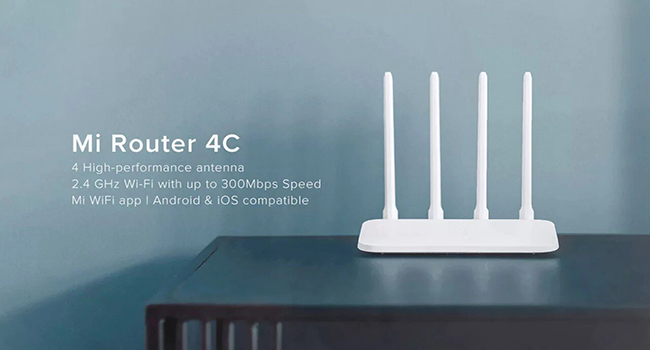 Mi Router 4C
4 High-performance antenna
2.4 GHz Wi-Fi with up to 300Mbps Speed
Mi WiFi app | Android & iOS compatible